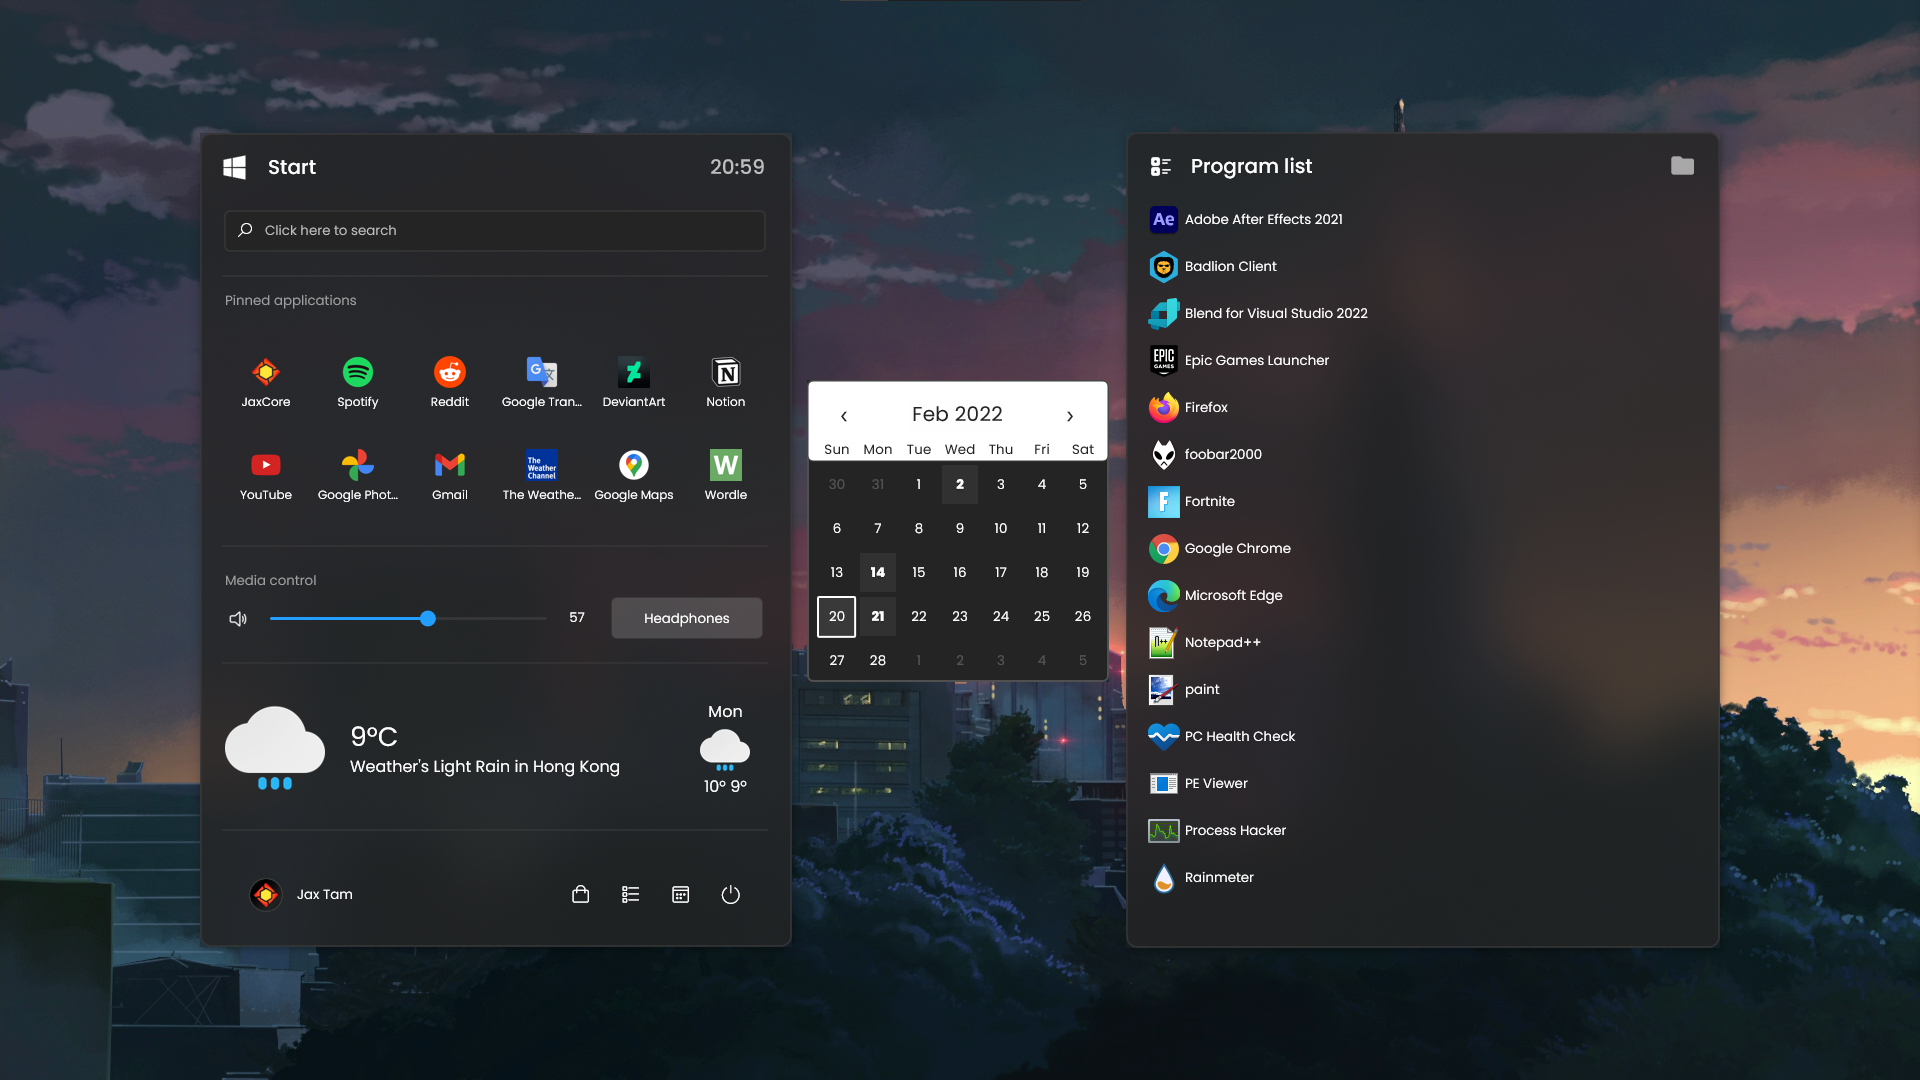 Start
20:59
Click here to search
Pinned applications
JaxCore
Spotify
Reddit
Google Tran...
DeviantArt
Notion
YouTube
Google Phot...
Gmail
The Weather Channel
The Weathe...
Google Maps
W
Wordle
Media control
57
Headphones
9°C
Weather's Light Rain in Hong Kong
Mon
10° 9°
Jax Tam
Feb 2022
Sun Mon Tue Wed Thu Fri Sat
30 31 1 2 3 4 5
6 7 8 9 10 11 12
13 14 15 16 17 18 19
20 21 22 23 24 25 26
27 28 1 2 3 4 5
Program list
Ae Adobe After Effects 2021
Badlion Client
Blend for Visual Studio 2022
EPIC GAMES Epic Games Launcher
Firefox
foobar2000
F Fortnite
Google Chrome
Microsoft Edge
Notepad++
paint
PC Health Check
PE Viewer
Process Hacker
Rainmeter